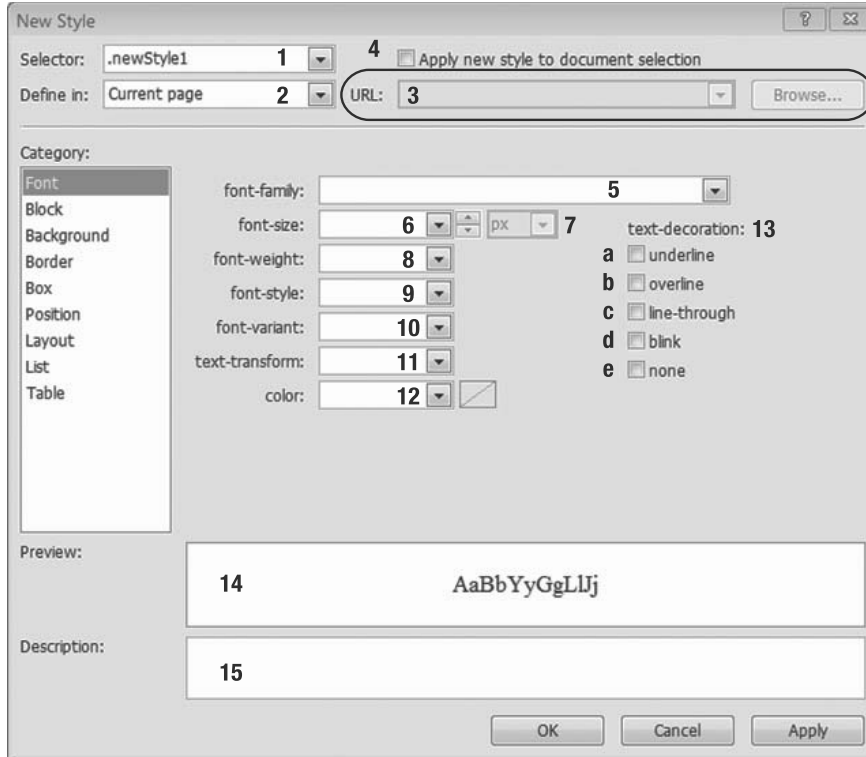 New Style
Selector: .newStyle1 1 4 Apply new style to document selection
Define in: Current page 2 URL: 3 Browse...
Category:
Font
Block
Background
Border
Box
Position
Layout
List
Table
font-family: 5
font-size: 6 px 7
font-weight: 8
font-style: 9
font-variant: 10
text-transform: 11
color: 12
text-decoration: 13
a underline
b overline
c line-through
d blink
e none
Preview: 14 AaBbYyGgLlJj
Description: 15
OK Cancel Apply